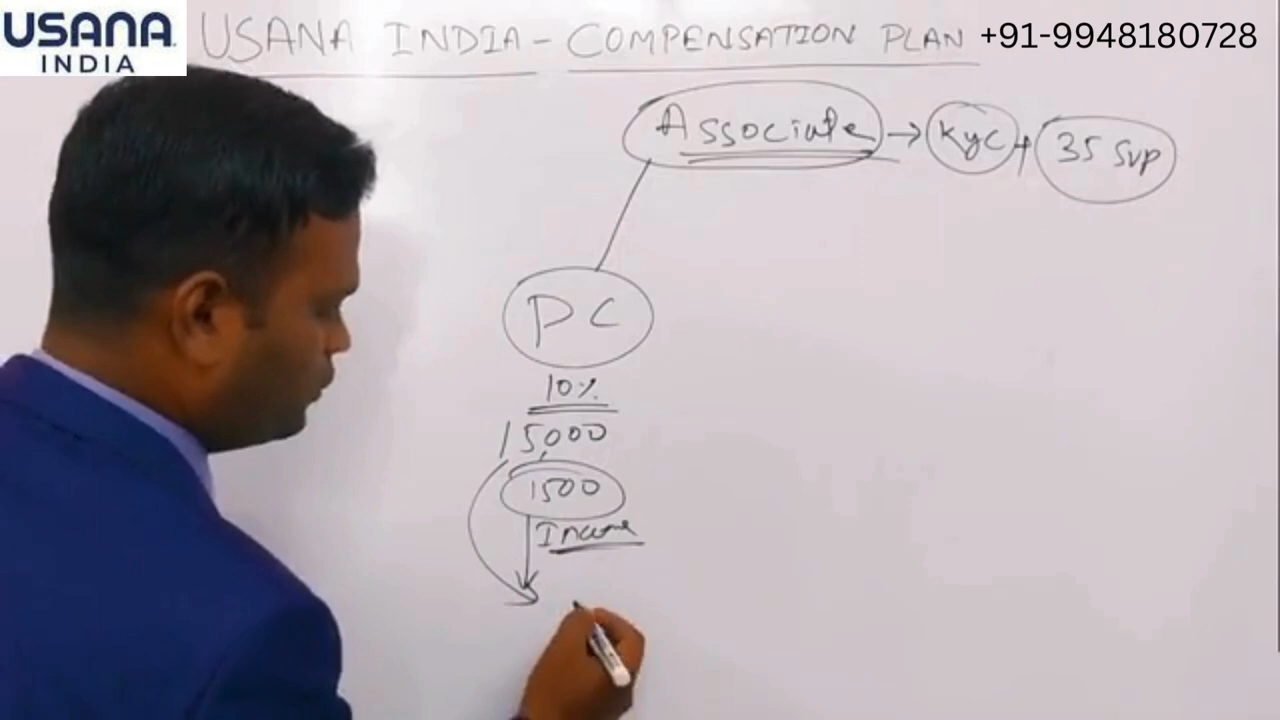 USANA
INDIA
USANA INDIA - COMPENSATION PLAN
+91-9948180728
Associate → KYC + 35 SVP
PC
10%
15000
1500
Income